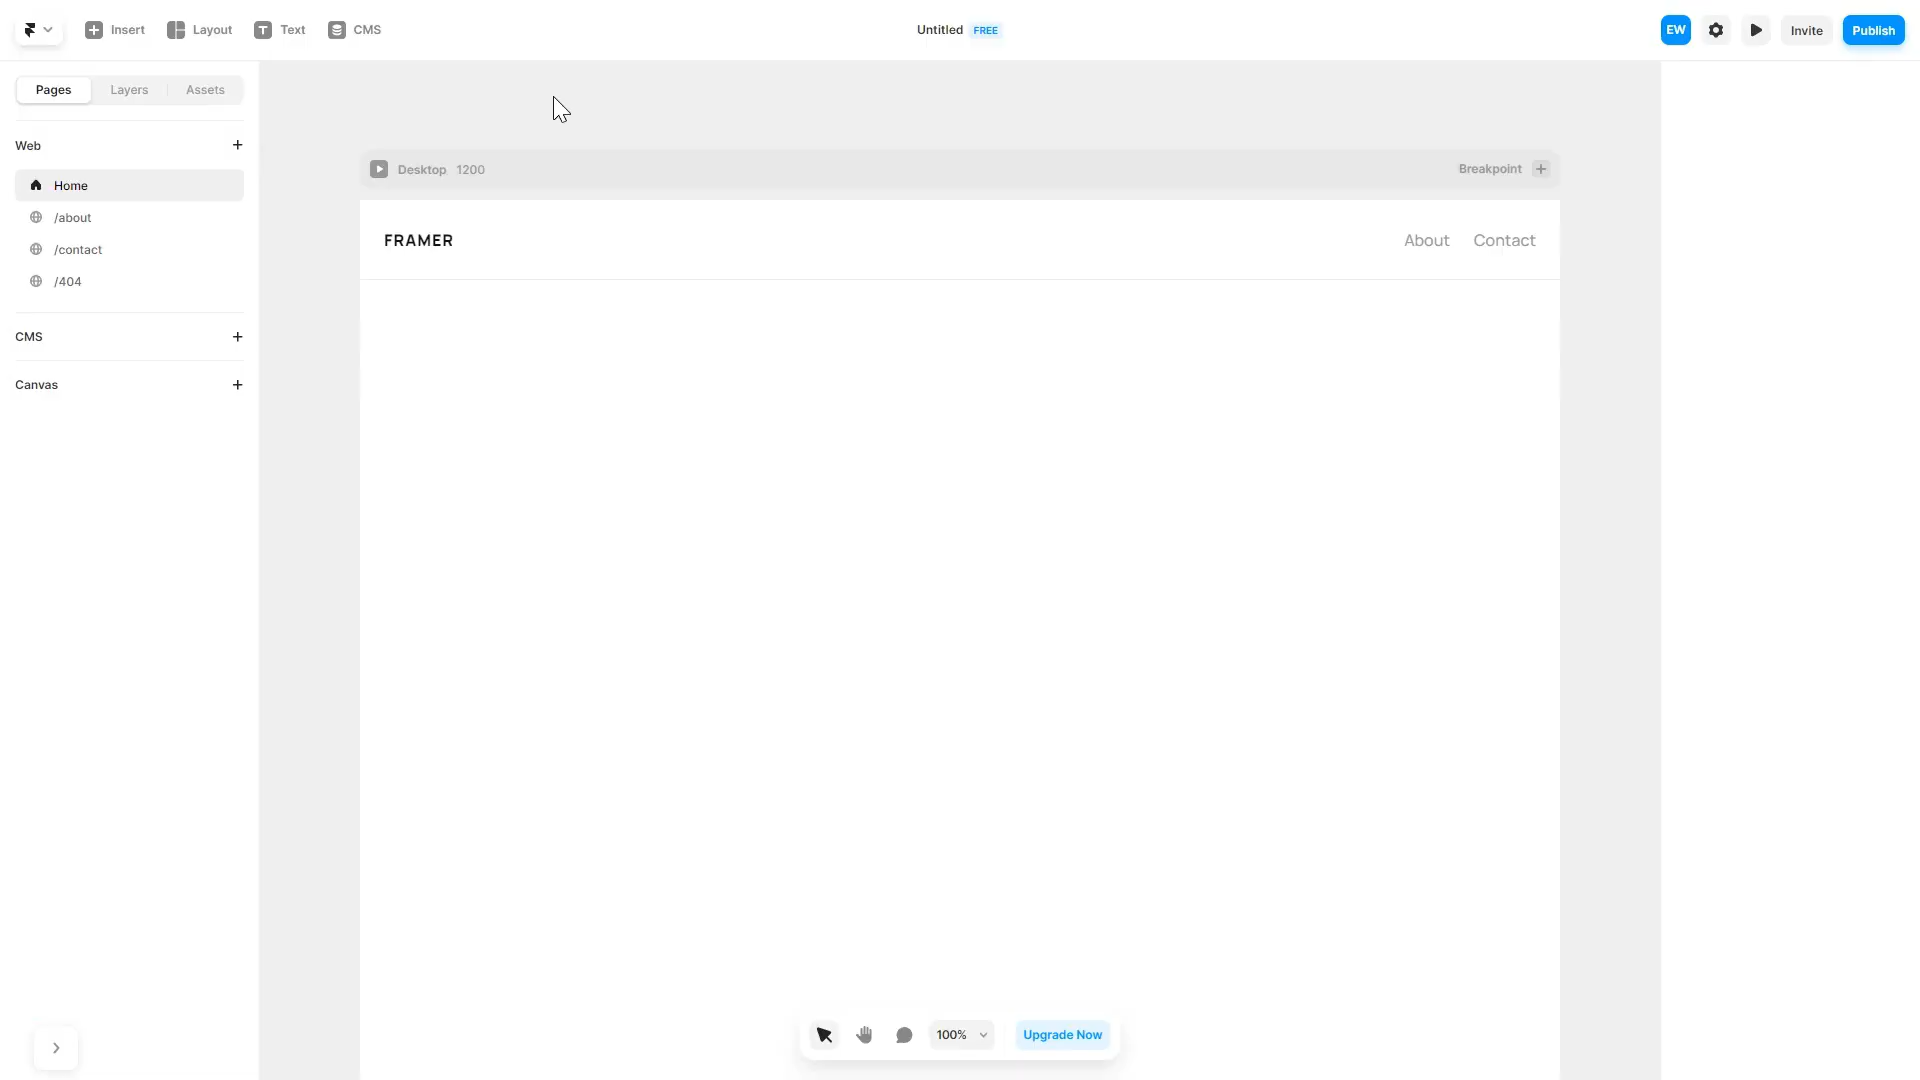 Insert Layout Text CMS
Untitled FREE
EW Invite Publish
Pages Layers Assets
Web
Home
/about
/contact
/404
CMS
Canvas
Desktop 1200
Breakpoint
FRAMER
About Contact
100% Upgrade Now